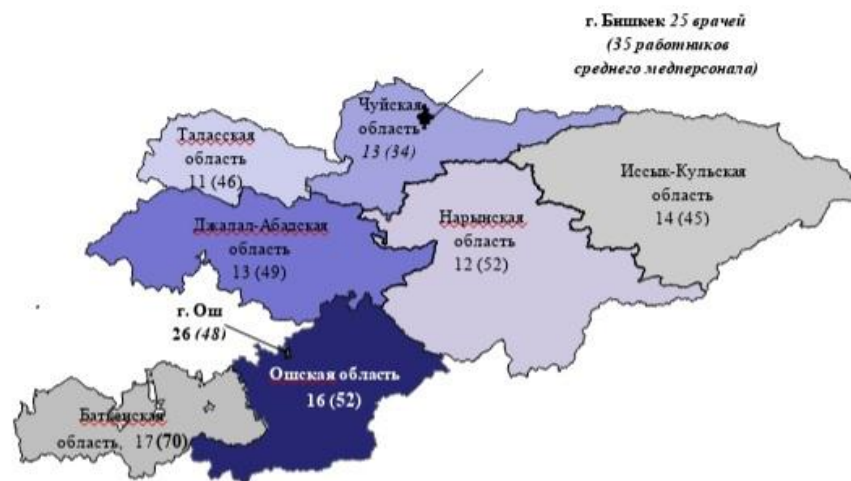 г. Бишкек 25 врачей
(35 работников
среднего медперсонала)
Чуйская
область
13 (34)
Таласская
область
11 (46)
Иссык-Кульская
область
14 (45)
Джалал-Абадская
область
13 (49)
Нарынская
область
12 (52)
г. Ош
26 (48)
Ошская область
16 (52)
Баткенская
область, 17 (70)